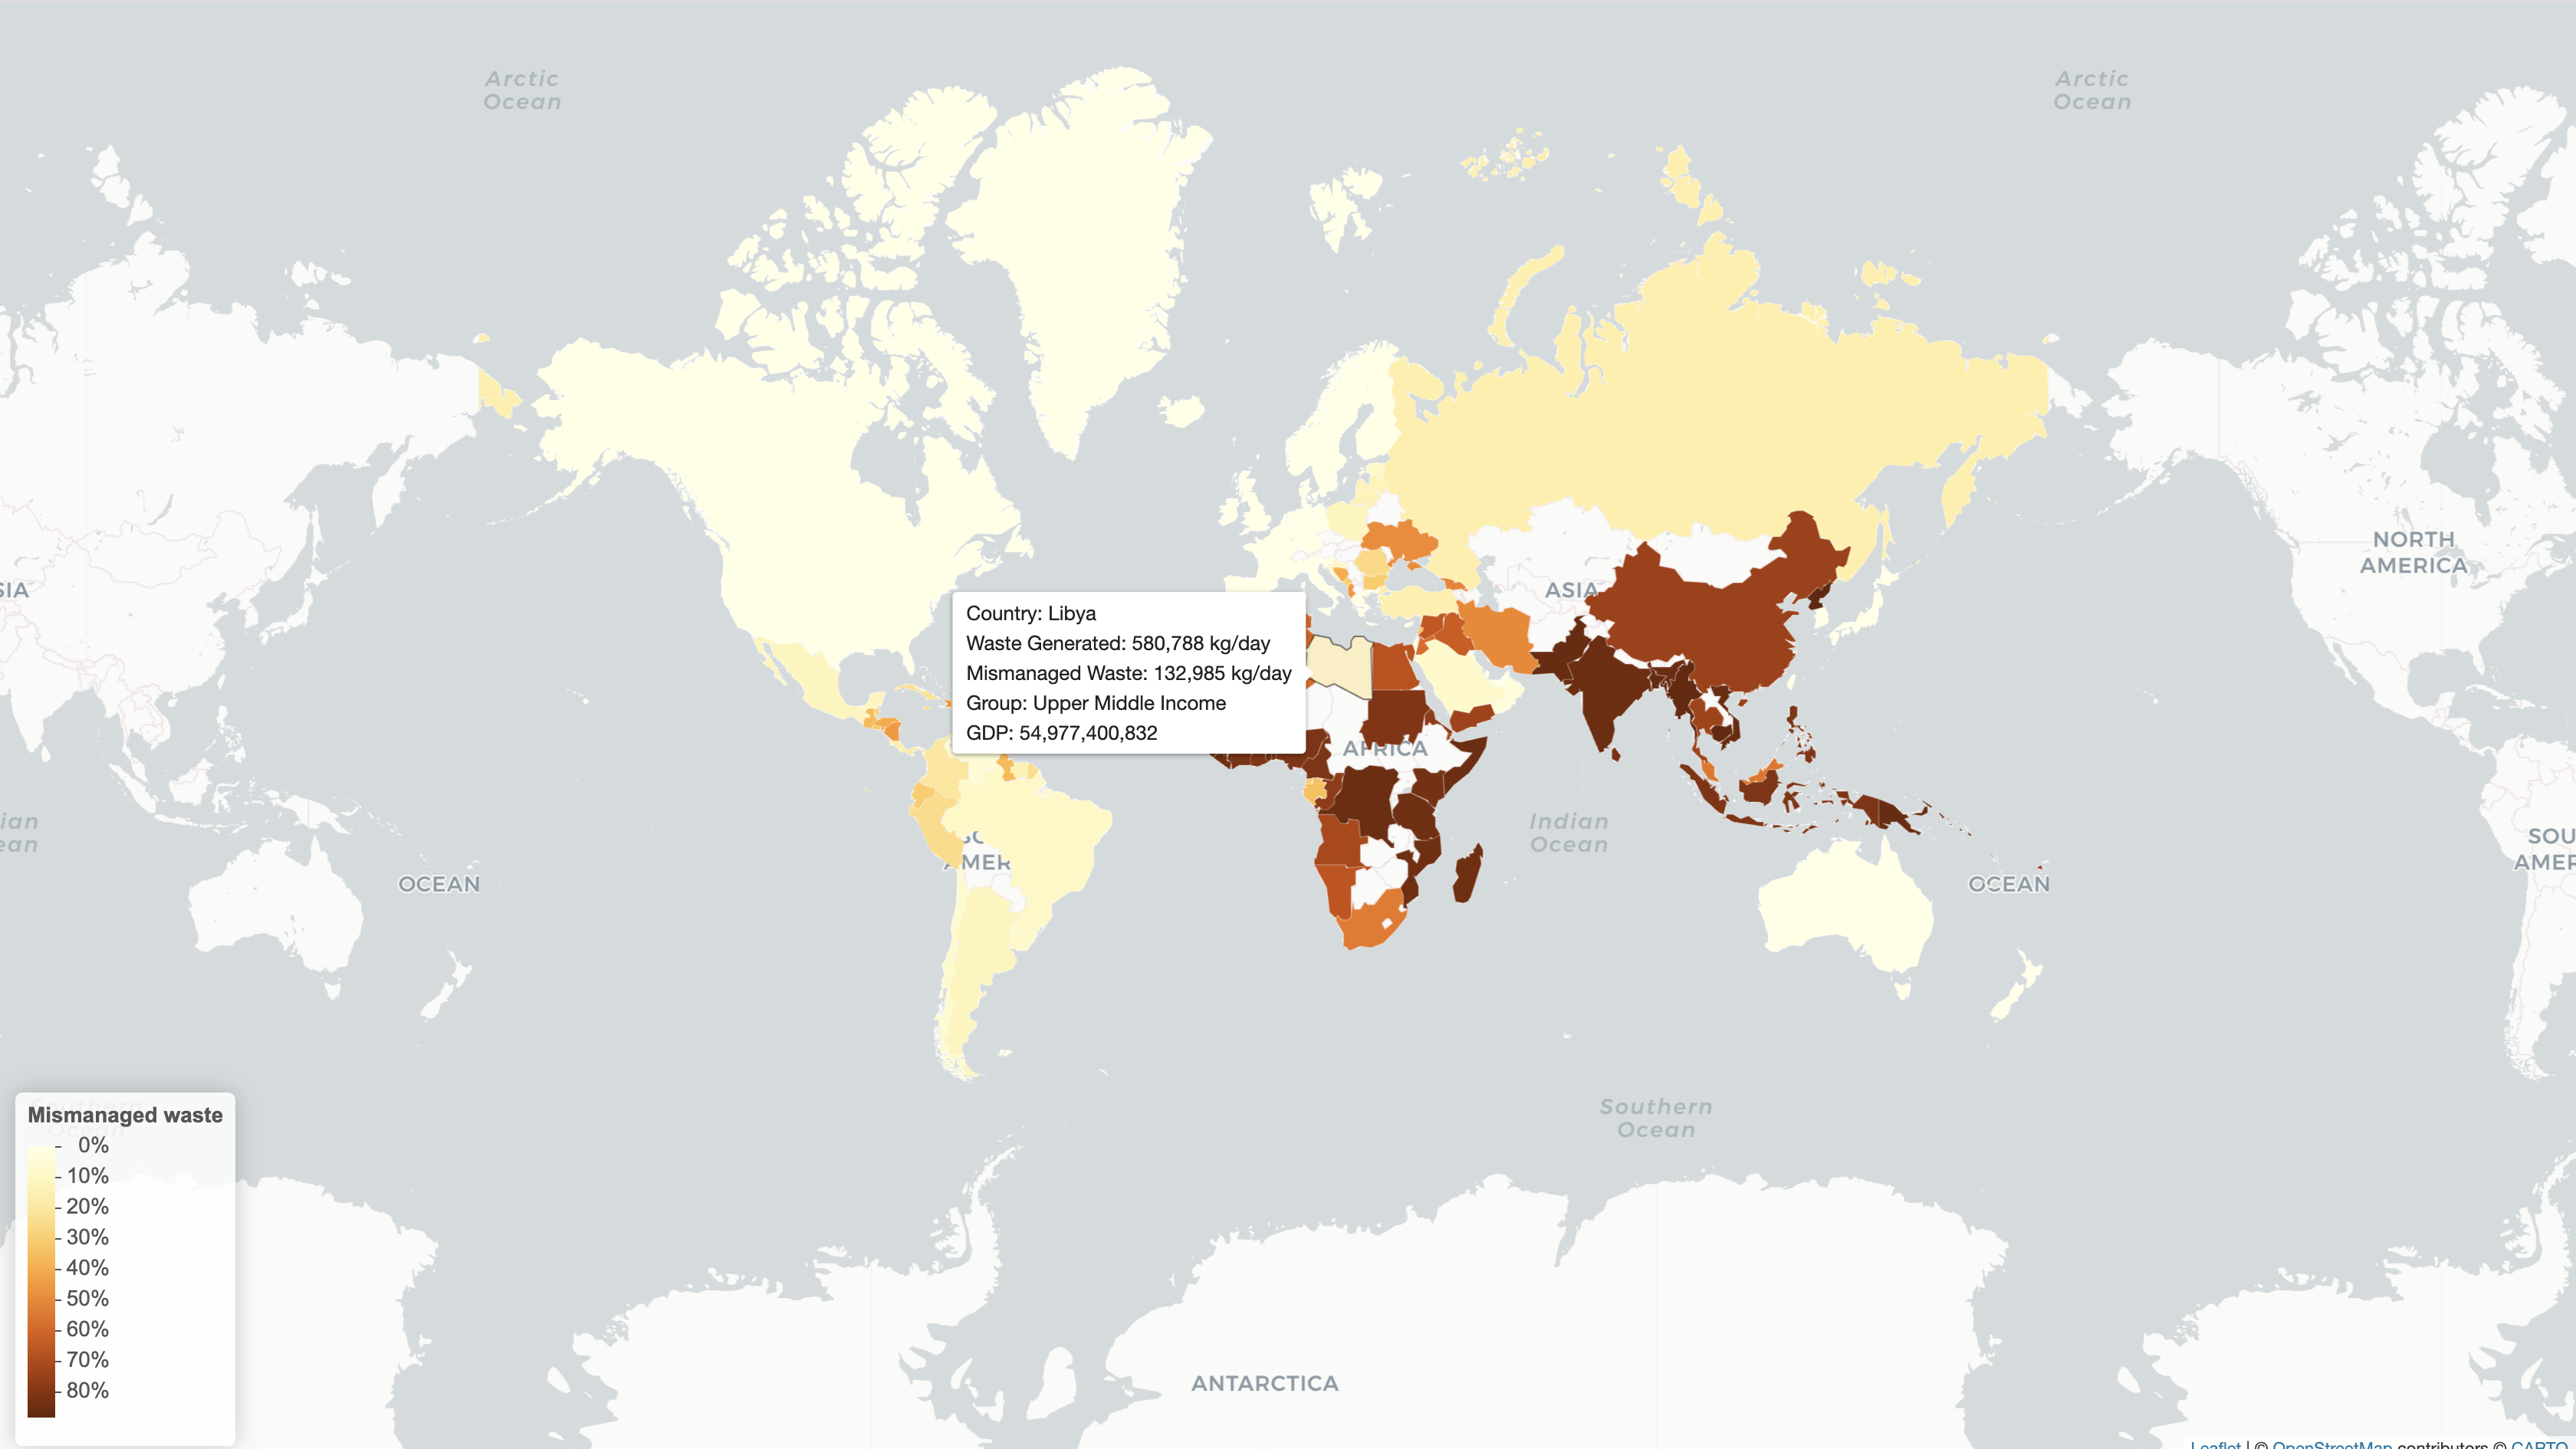 Arctic
Ocean
Arctic
Ocean
NORTH
AMERICA
SIA
ASIA
Country: Libya
Waste Generated: 580,788 kg/day
Mismanaged Waste: 132,985 kg/day
Group: Upper Middle Income
GDP: 54,977,400,832
AFRICA
ian
ean
Indian
Ocean
AMER
SOU
AMER
OCEAN
OCEAN
Southern
Ocean
Southern
Ocean
Mismanaged waste
0%
10%
20%
30%
40%
50%
60%
70%
80%
ANTARCTICA
Leaflet | © OpenStreetMap contributors © CARTO